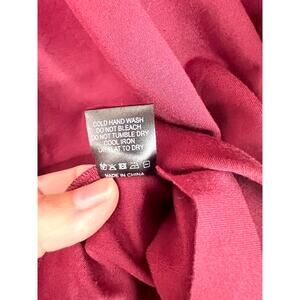 COLD HAND WASH
DO NOT BLEACH
DO NOT TUMBLE DRY
COOL IRON
LAY FLAT TO DRY
MADE IN CHINA